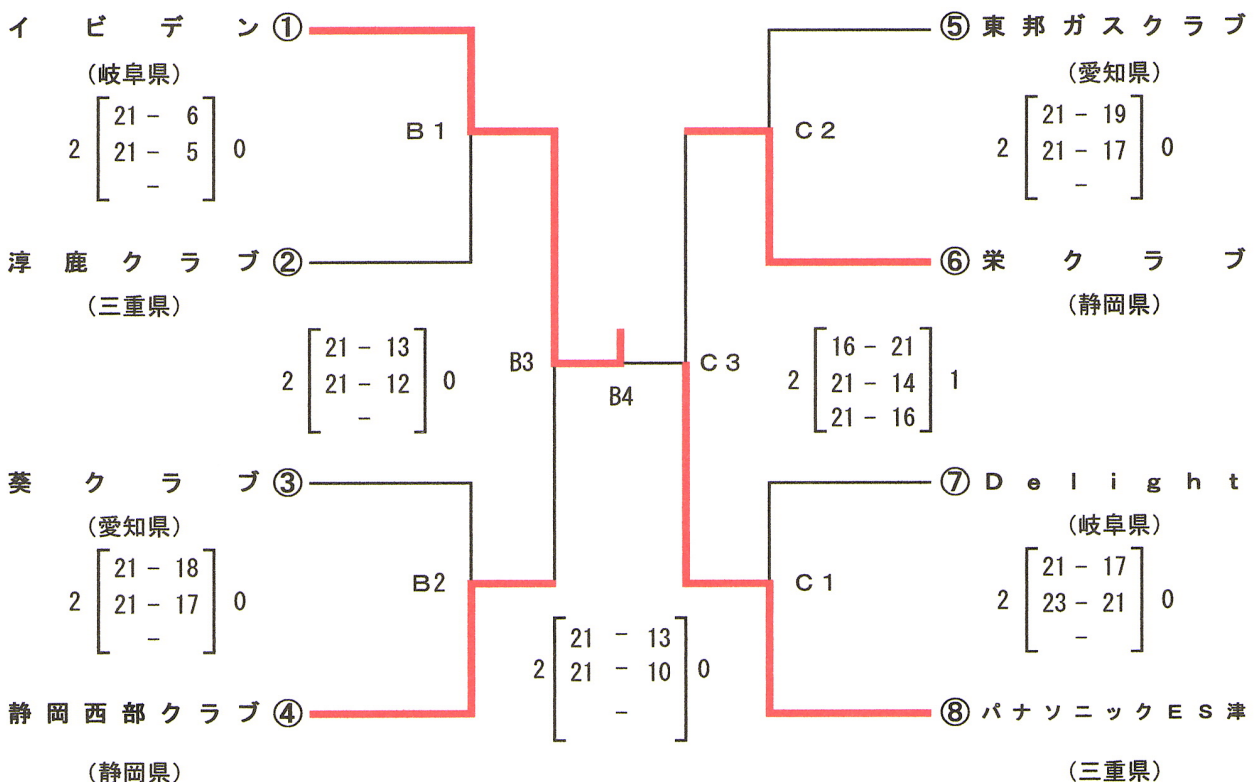 イビデン ①
(岐阜県)
2 [21 - 6 0
21 - 5
-]
B1
淳鹿クラブ ②
(三重県)
2 [21 - 13 0
21 - 12
-]
B3
葵クラブ ③
(愛知県)
2 [21 - 18 0
21 - 17
-]
B2
静岡西部クラブ ④
(静岡県)
B4
2 [21 - 13 0
21 - 10
-]
⑤ 東邦ガスクラブ
(愛知県)
2 [21 - 19 0
21 - 17
-]
C2
⑥ 栄クラブ
(静岡県)
C3
2 [16 - 21 1
21 - 14
21 - 16]
⑦ Delight
(岐阜県)
2 [21 - 17 0
23 - 21
-]
C1
⑧ パナソニックES津
(三重県)